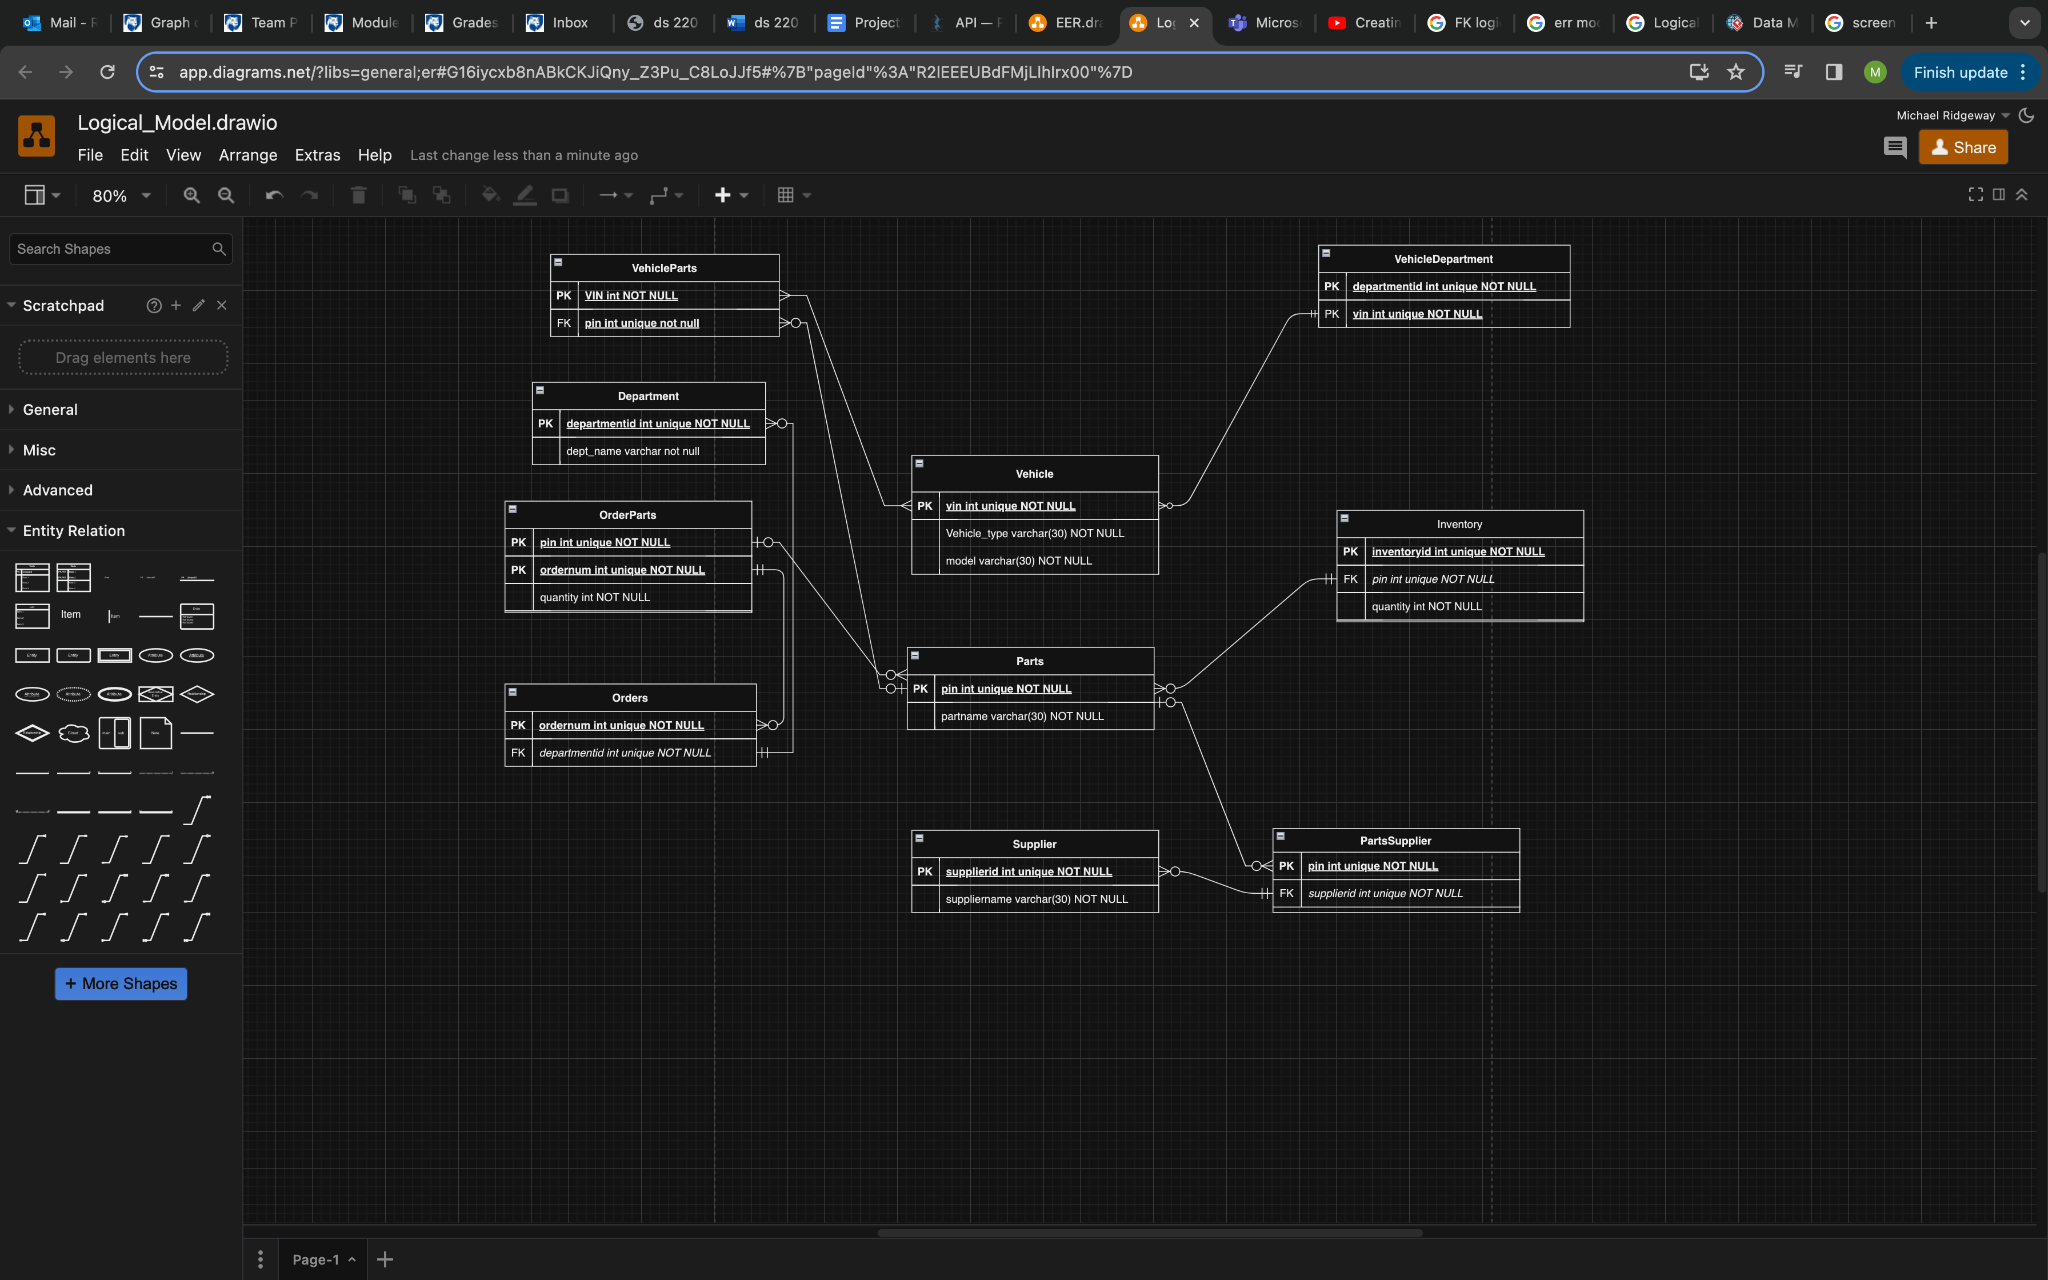 Mail - R
Graph
Team P
Module
Grades
Inbox
ds 220
ds 220
Project
API —
EER.dr
Lo
Micros
Creatin
FK logi
err mo
Logical
Data M
screen
app.diagrams.net/?libs=general;er#G16iycxb8nABkCKJiQny_Z3Pu_C8LoJJf5#%7B"pageId"%3A"R2lEEEUBdFMjLlhlrx00"%7D
M
Finish update
Logical_Model.drawio
Michael Ridgeway
File Edit View Arrange Extras Help Last change less than a minute ago
Share
80%
Search Shapes
Scratchpad
Drag elements here
General
Misc
Advanced
Entity Relation
Item
More Shapes
VehicleParts
PK VIN int NOT NULL
FK pin int unique not null
Department
PK departmentid int unique NOT NULL
dept_name varchar not null
OrderParts
PK pin int unique NOT NULL
PK ordernum int unique NOT NULL
quantity int NOT NULL
Orders
PK ordernum int unique NOT NULL
FK departmentid int unique NOT NULL
VehicleDepartment
PK departmentid int unique NOT NULL
PK vin int unique NOT NULL
Vehicle
PK vin int unique NOT NULL
Vehicle_type varchar(30) NOT NULL
model varchar(30) NOT NULL
Inventory
PK inventoryid int unique NOT NULL
FK pin int unique NOT NULL
quantity int NOT NULL
Parts
PK pin int unique NOT NULL
partname varchar(30) NOT NULL
Supplier
PK supplierid int unique NOT NULL
suppliername varchar(30) NOT NULL
PartsSupplier
PK pin int unique NOT NULL
FK supplierid int unique NOT NULL
Page-1